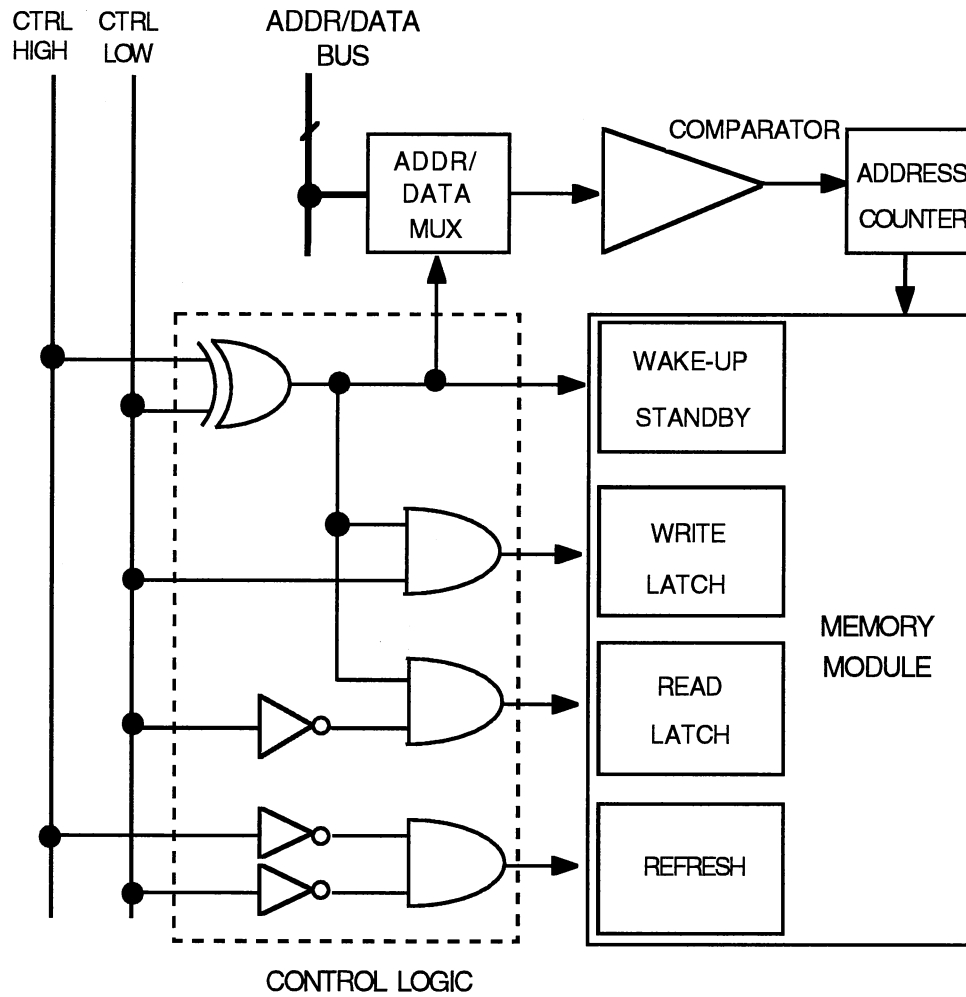 CTRL
HIGH
CTRL
LOW
ADDR/DATA
BUS
ADDR/
DATA
MUX
COMPARATOR
ADDRESS
COUNTER
WAKE-UP
STANDBY
WRITE
LATCH
READ
LATCH
REFRESH
MEMORY
MODULE
CONTROL LOGIC